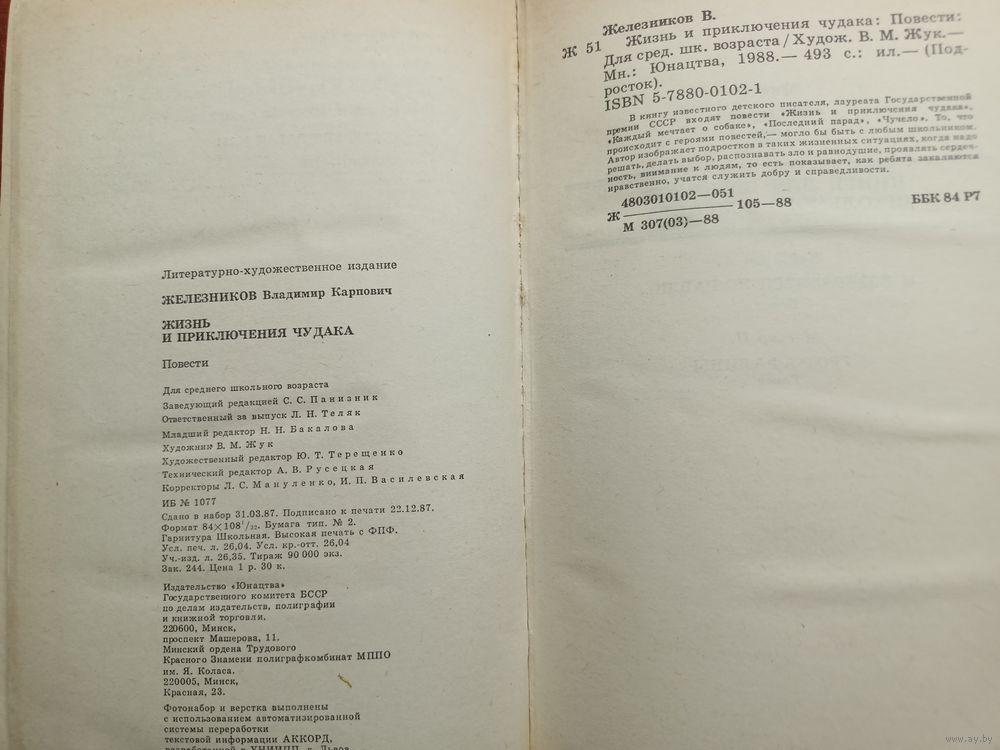 Литературно-художественное издание
ЖЕЛЕЗНИКОВ Владимир Карпович
ЖИЗНЬ
И ПРИКЛЮЧЕНИЯ ЧУДАКА
Повести
Для среднего школьного возраста
Заведующий редакцией С. С. Панизник
Ответственный за выпуск Л. Н. Теляк
Младший редактор Н. Н. Бакалова
Художник В. М. Жук
Художественный редактор Ю. Т. Терещенко
Технический редактор А. В. Русецкая
Корректоры Л. С. Мануленко, И. П. Василевская
ИБ № 1077
Сдано в набор 31.03.87. Подписано к печати 22.12.87.
Формат 84×108¹/₃₂. Бумага тип. № 2.
Гарнитура Школьная. Высокая печать с ФПФ.
Усл. печ. л. 26,04. Усл. кр.-отт. 26,04
Уч.-изд. л. 26,35. Тираж 90 000 экз.
Зак. 244. Цена 1 р. 30 к.
Издательство «Юнацтва»
Государственного комитета БССР
по делам издательств, полиграфии
и книжной торговли.
220600, Минск,
проспект Машерова, 11.
Минский ордена Трудового
Красного Знамени полиграфкомбинат МППО
им. Я. Коласа.
220005, Минск,
Красная, 23.
Фотонабор и верстка выполнены
с использованием автоматизированной
системы переработки
текстовой информации АККОРД,
разработанной в УНИИПП, г. Львов
Железников В.
Ж 51 Жизнь и приключения чудака: Повести:
Для сред. шк. возраста / Худож. В. М. Жук.—
Мн.: Юнацтва, 1988.— 493 с.: ил.— (Под-
росток).
ISBN 5-7880-0102-1
В книгу известного детского писателя, лауреата Государственной
премии СССР входят повести «Жизнь и приключения чудака»,
«Каждый мечтает о собаке», «Последний парад», «Чучело». То, что
происходит с героями повестей,— могло бы быть с любым школьником.
Автор изображает подростков в таких жизненных ситуациях, когда надо
решать, делать выбор, распознавать зло и равнодушие, проявлять сердеч-
ность, внимание к людям, то есть показывает, как ребята закаляются
нравственно, учатся служить добру и справедливости.
4803010102—051
Ж 105—88 ББК 84 Р7
М 307(03)—88
www.ay.by